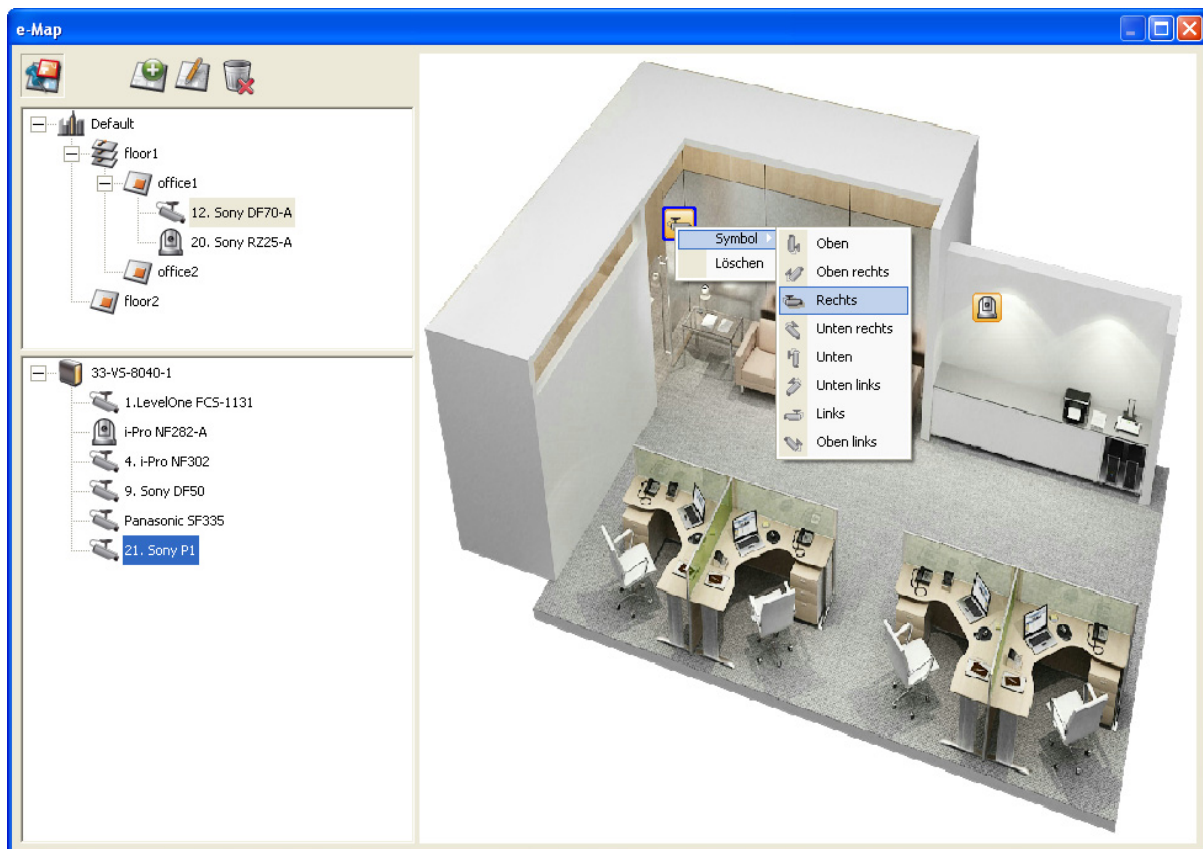 e-Map
Default
floor1
office1
12. Sony DF70-A
20. Sony RZ25-A
office2
floor2
33-VS-8040-1
1.LevelOne FCS-1131
i-Pro NF282-A
4. i-Pro NF302
9. Sony DF50
Panasonic SF335
21. Sony P1
Symbol
Löschen
Oben
Oben rechts
Rechts
Unten rechts
Unten
Unten links
Links
Oben links